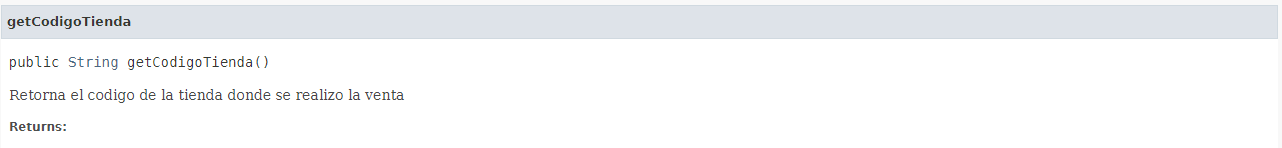 getCodigoTienda
public String getCodigoTienda()
Retorna el codigo de la tienda donde se realizo la venta
Returns: